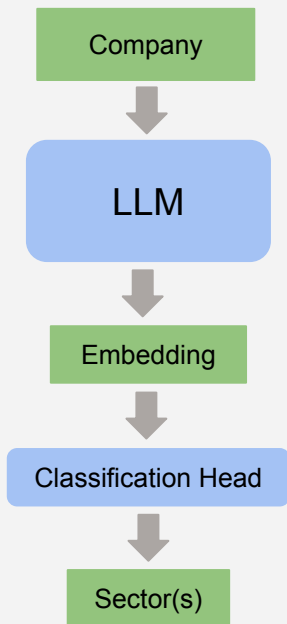 Company
LLM
Embedding
Classification Head
Sector(s)